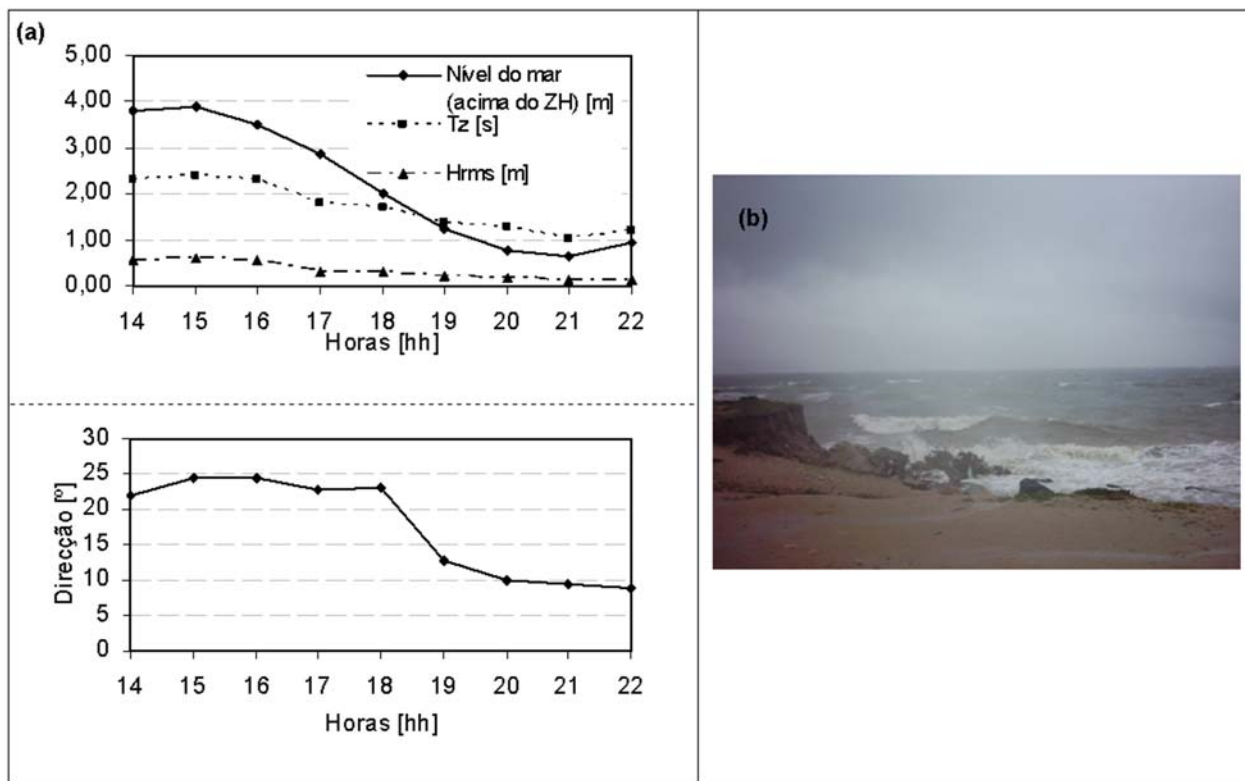 (a)
5,00
4,00
3,00
2,00
1,00
0,00
Nível do mar
(acima do ZH) [m]
Tz [s]
Hrms [m]
14 15 16 17 18 19 20 21 22
Horas [hh]
30
25
20
15
10
5
0
Direcção [º]
14 15 16 17 18 19 20 21 22
Horas [hh]
(b)